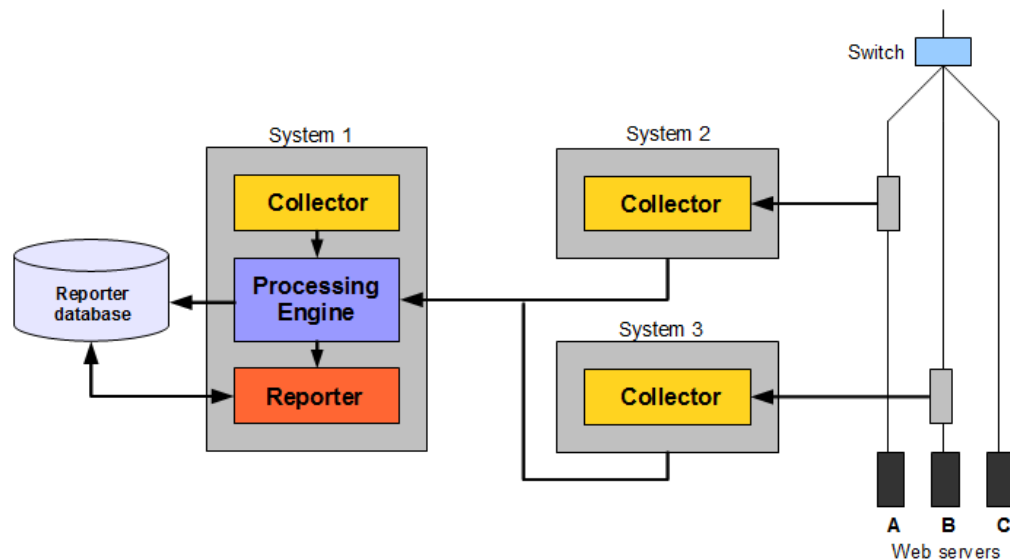 Switch
System 1
System 2
Collector
Collector
Processing
Engine
Reporter
database
System 3
Reporter
Collector
A B C
Web servers